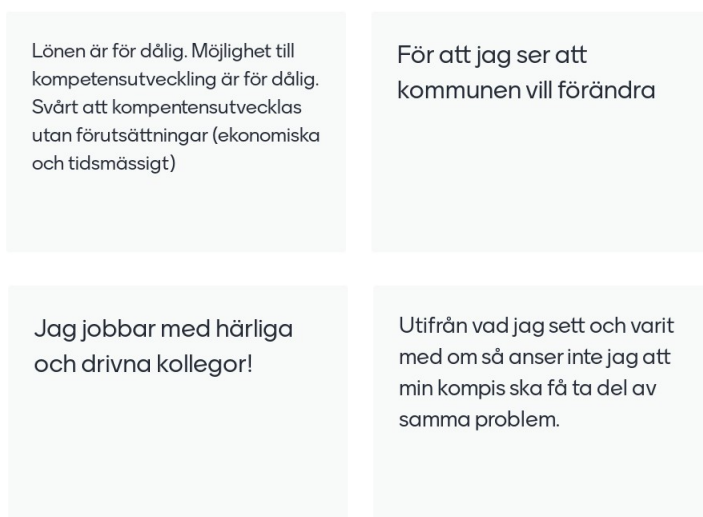 Lönen är för dålig. Möjlighet till
kompetensutveckling är för dålig.
Svårt att kompentensutvecklas
utan förutsättningar (ekonomiska
och tidsmässigt)
För att jag ser att
kommunen vill förändra
Jag jobbar med härliga
och drivna kollegor!
Utifrån vad jag sett och varit
med om så anser inte jag att
min kompis ska få ta del av
samma problem.